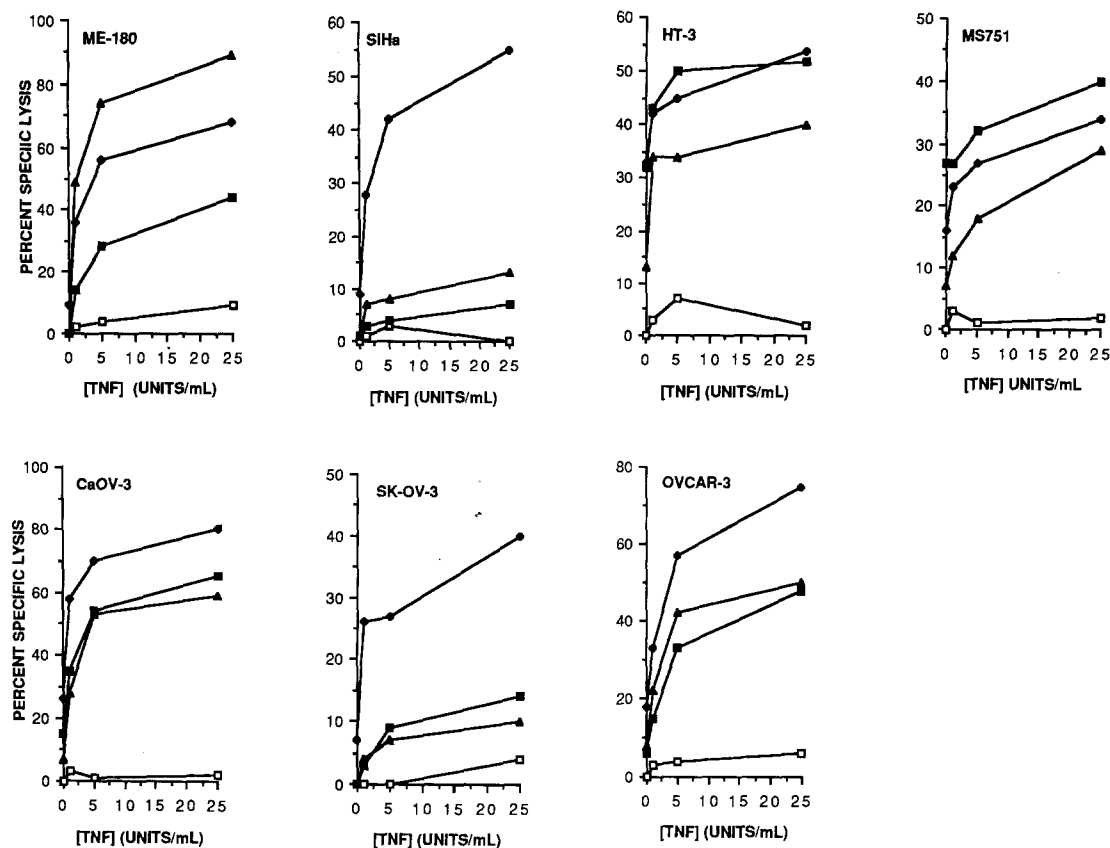 ME-180
100
80
60
40
20
0
PERCENT SPECIIC LYSIS
0 5 10 15 20 25
[TNF] (UNITS/mL)
SiHa
60
50
40
30
20
10
0
0 5 10 15 20 25
[TNF] (UNITS/mL)
HT-3
60
50
40
30
20
10
0
0 5 10 15 20 25
[TNF] (UNITS/mL)
MS751
50
40
30
20
10
0
0 5 10 15 20 25
[TNF] UNITS/mL
CaOV-3
100
80
60
40
20
0
PERCENT SPECIFIC LYSIS
0 5 10 15 20 25
[TNF] (UNITS/mL)
SK-OV-3
50
40
30
20
10
0
0 5 10 15 20 25
[TNF] (UNITS/mL)
OVCAR-3
80
60
40
20
0
0 5 10 15 20 25
[TNF] (UNITS/mL)